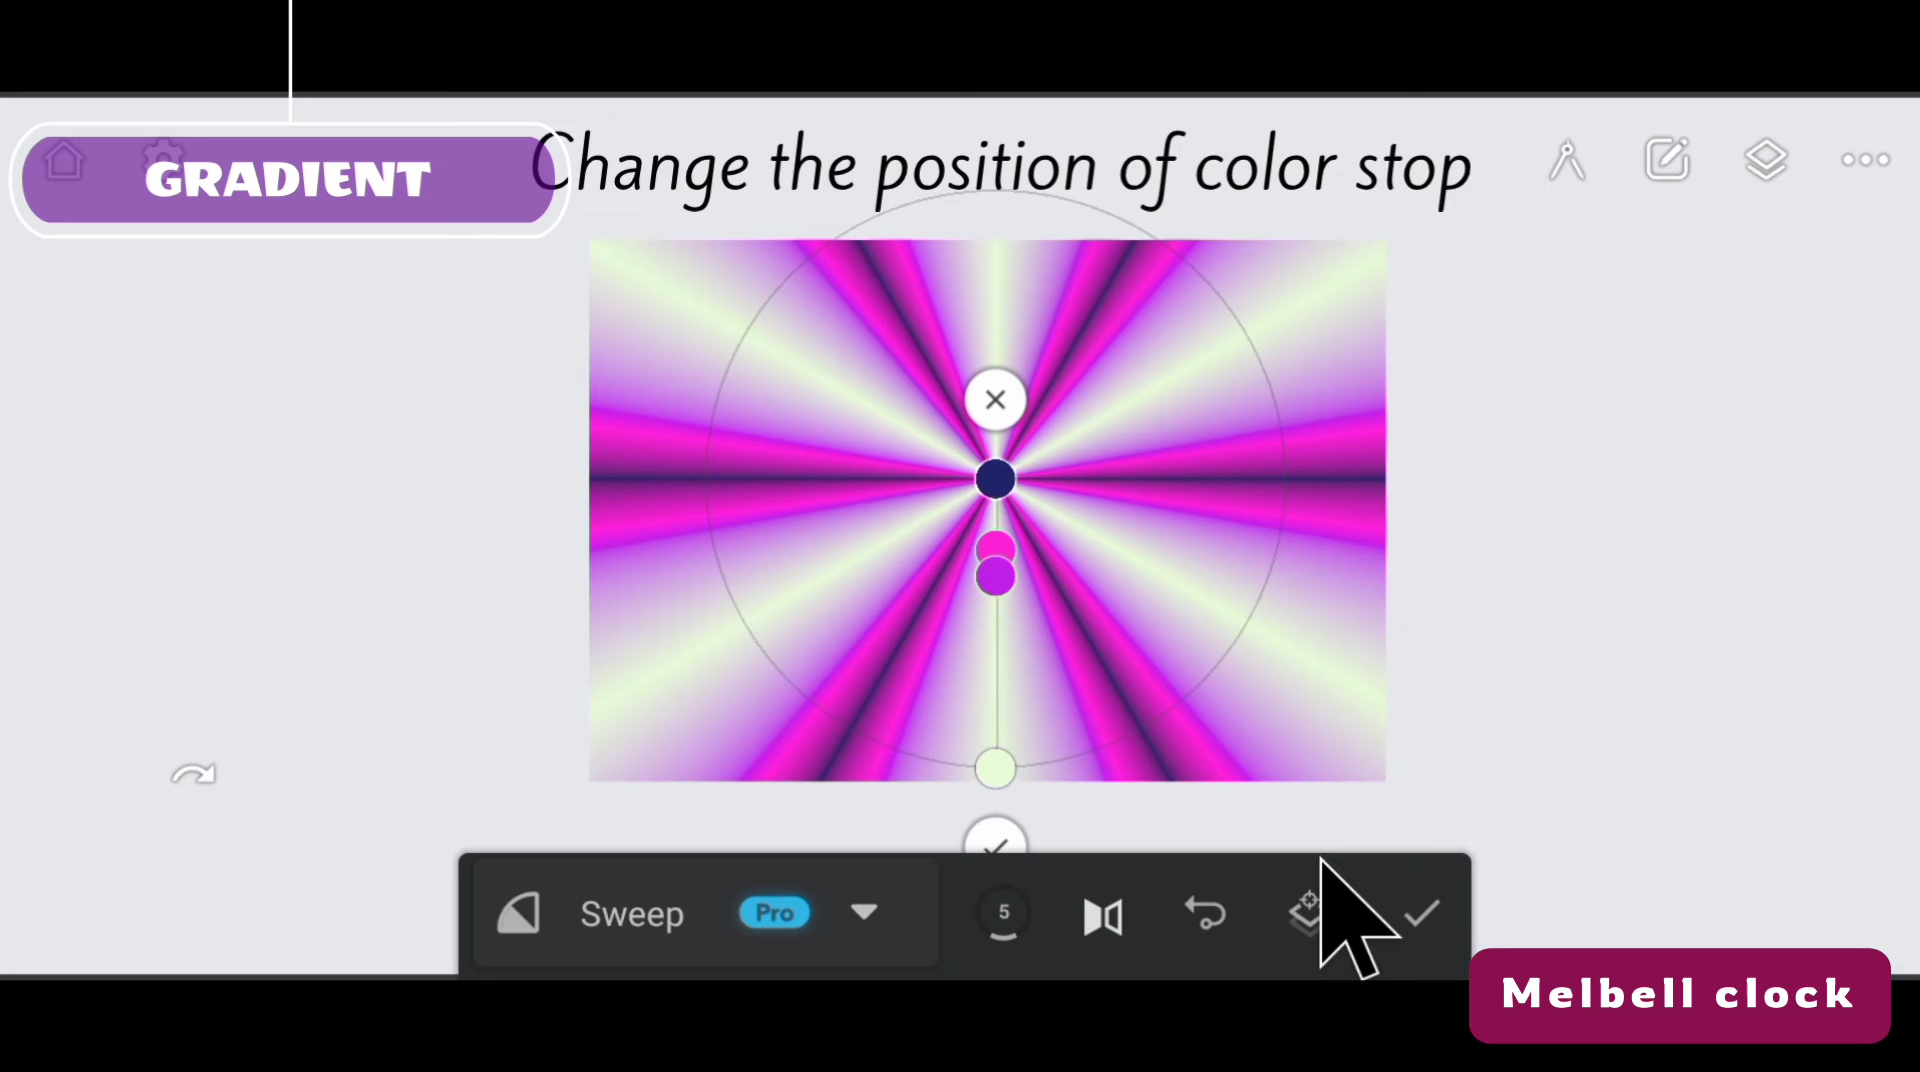 GRADIENT
Change the position of color stop
Sweep Pro 5
Melbell clock